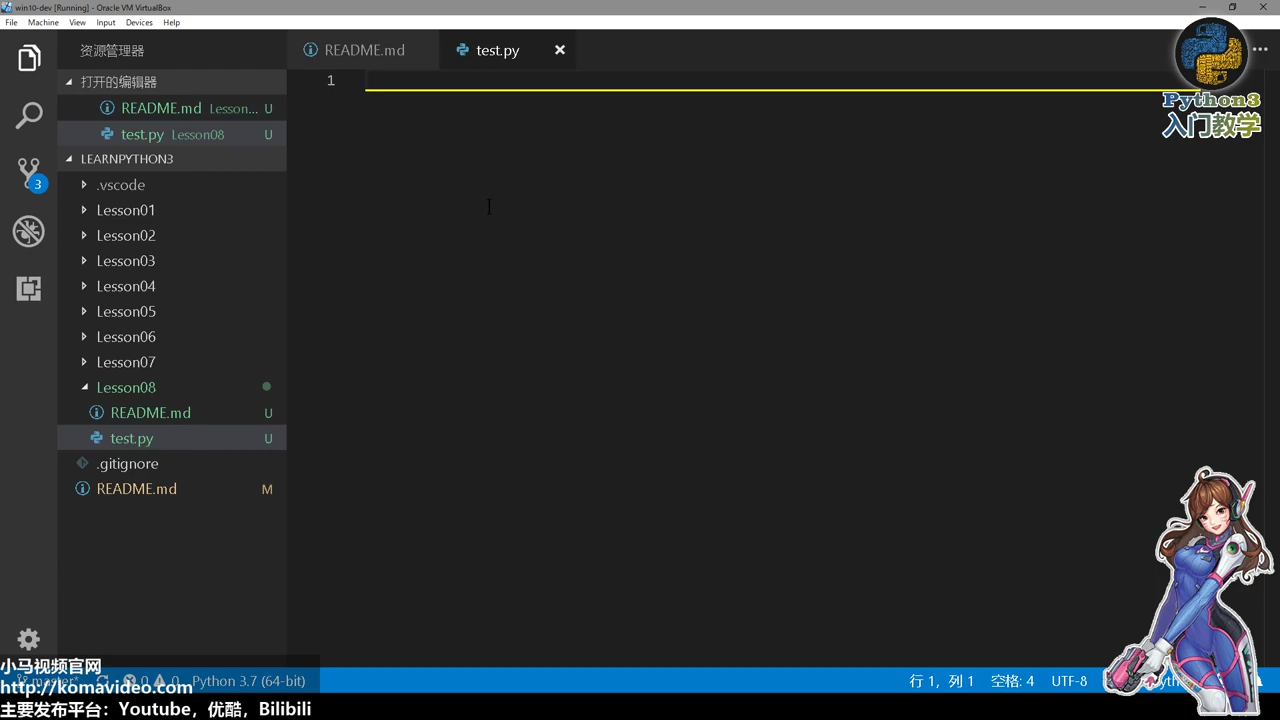 win10-dev [Running] - Oracle VM VirtualBox
File Machine View Input Devices Help
资源管理器
README.md
test.py
打开的编辑器
README.md Lesson... U
test.py Lesson08 U
LEARNPYTHON3
.vscode
Lesson01
Lesson02
Lesson03
Lesson04
Lesson05
Lesson06
Lesson07
Lesson08
README.md U
test.py U
.gitignore
README.md M
3
1
Python3
入门教学
master* 0 0 Python 3.7 (64-bit)
行 1，列 1 空格: 4 UTF-8
小马视频官网
http://komavideo.com
主要发布平台：Youtube，优酷，Bilibili